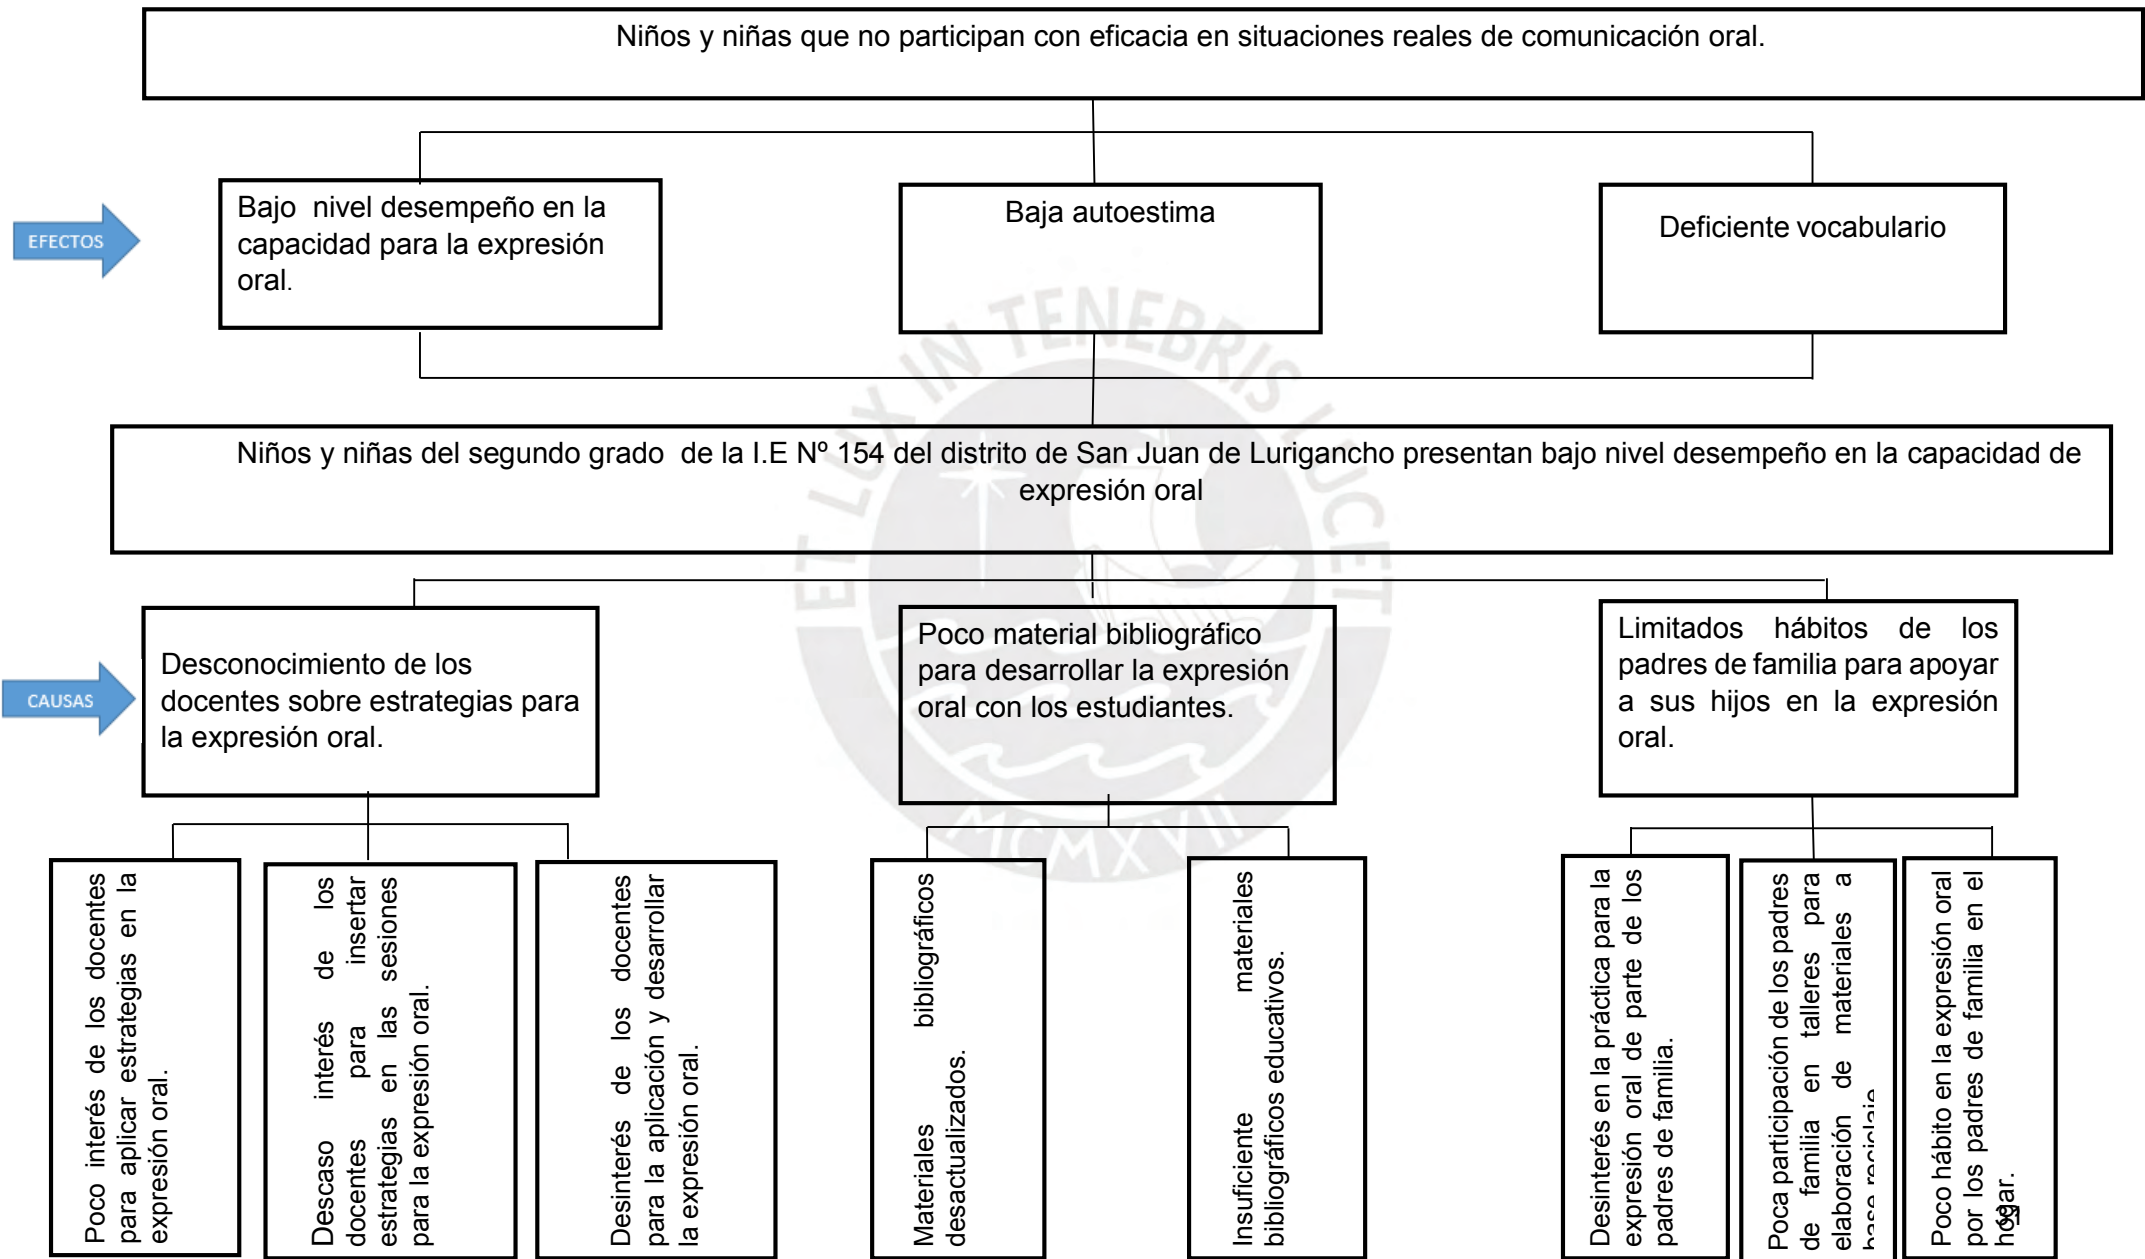 Niños y niñas que no participan con eficacia en situaciones reales de comunicación oral.
EFECTOS
Bajo nivel desempeño en la
capacidad para la expresión
oral.
Baja autoestima
Deficiente vocabulario
Niños y niñas del segundo grado de la I.E Nº 154 del distrito de San Juan de Lurigancho presentan bajo nivel desempeño en la capacidad de
expresión oral
CAUSAS
Desconocimiento de los
docentes sobre estrategias para
la expresión oral.
Poco material bibliográfico
para desarrollar la expresión
oral con los estudiantes.
Limitados hábitos de los
padres de familia para apoyar
a sus hijos en la expresión
oral.
Poco interés de los docentes
para aplicar estrategias en la
expresión oral.
Descaso interés de los
docentes para insertar
estrategias en las sesiones
para la expresión oral.
Desinterés de los docentes
para la aplicación y desarrollar
la expresión oral.
Materiales bibliográficos
desactualizados.
Insuficiente materiales
bibliográficos educativos.
Desinterés en la práctica para la
expresión oral de parte de los
padres de familia.
Poca participación de los padres
de familia en talleres para
elaboración de materiales a
base reciclaje
Poco hábito en la expresión oral
por los padres de familia en el
hogar.
31
ET LUX IN TENEBRIS LUCET
MCMXVII